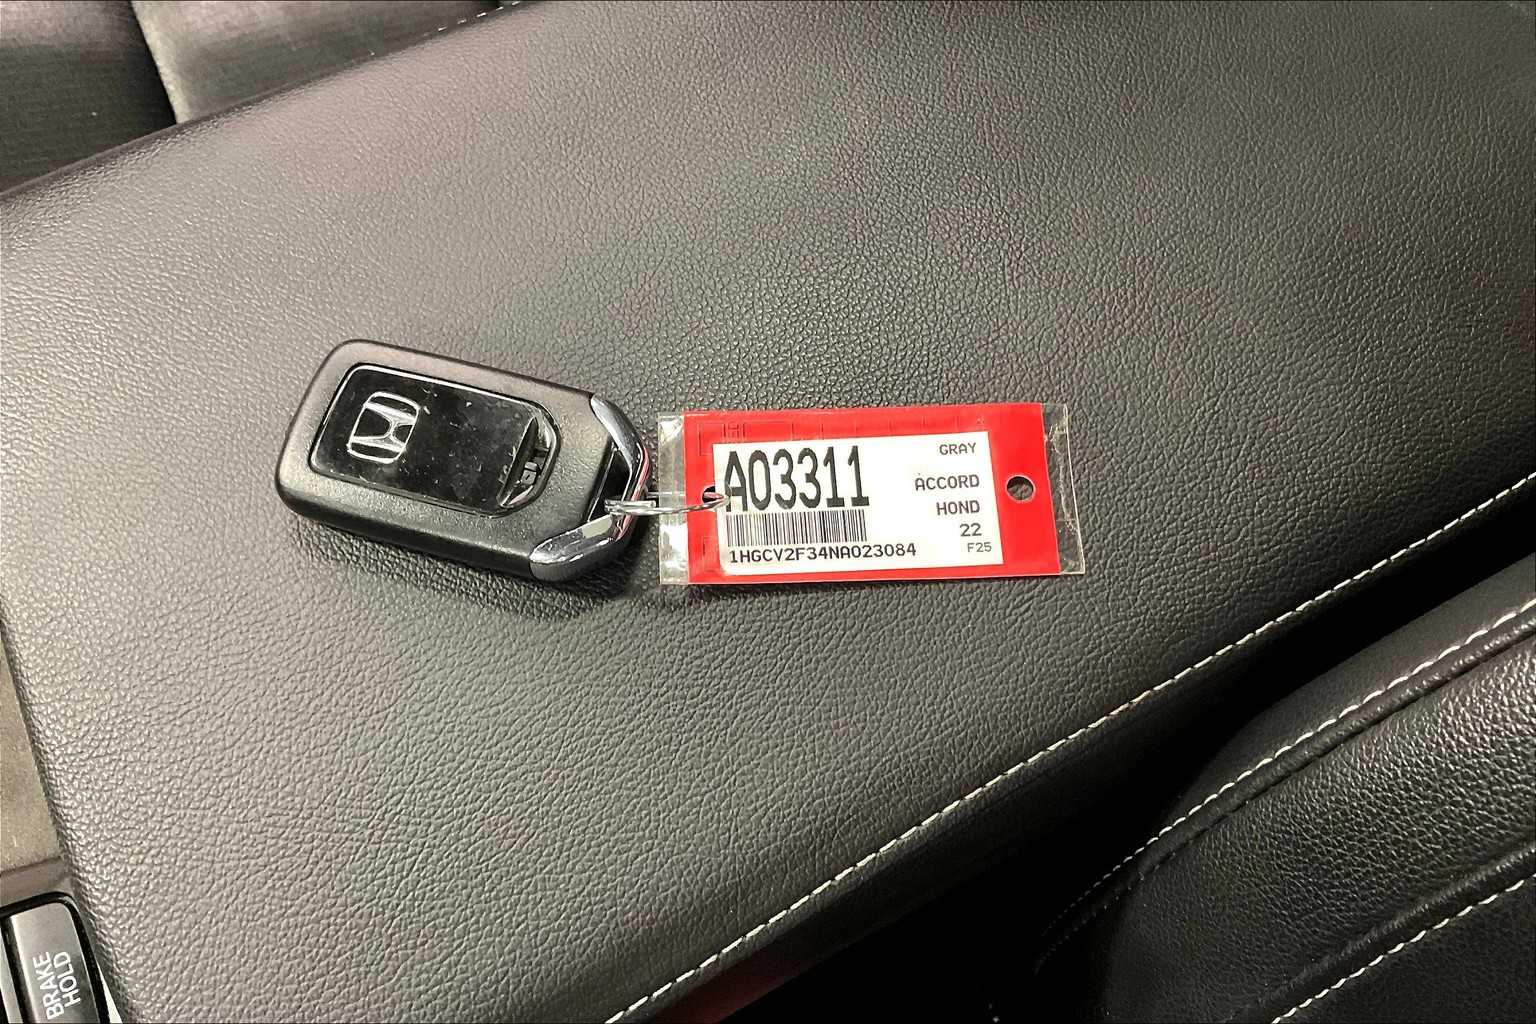 A03311
GRAY
ACCORD
HOND
22
F25
1HGCV2F34NA023084
BRAKE
HOLD